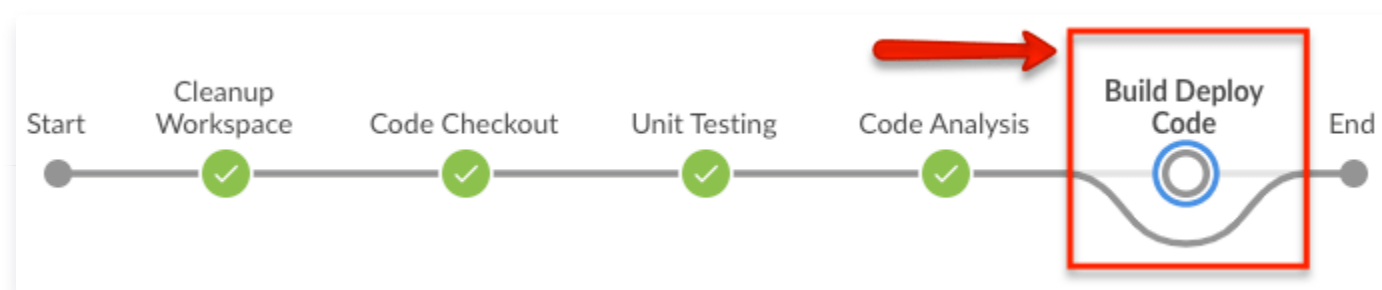 Start
Cleanup
Workspace
Code Checkout
Unit Testing
Code Analysis
Build Deploy
Code
End